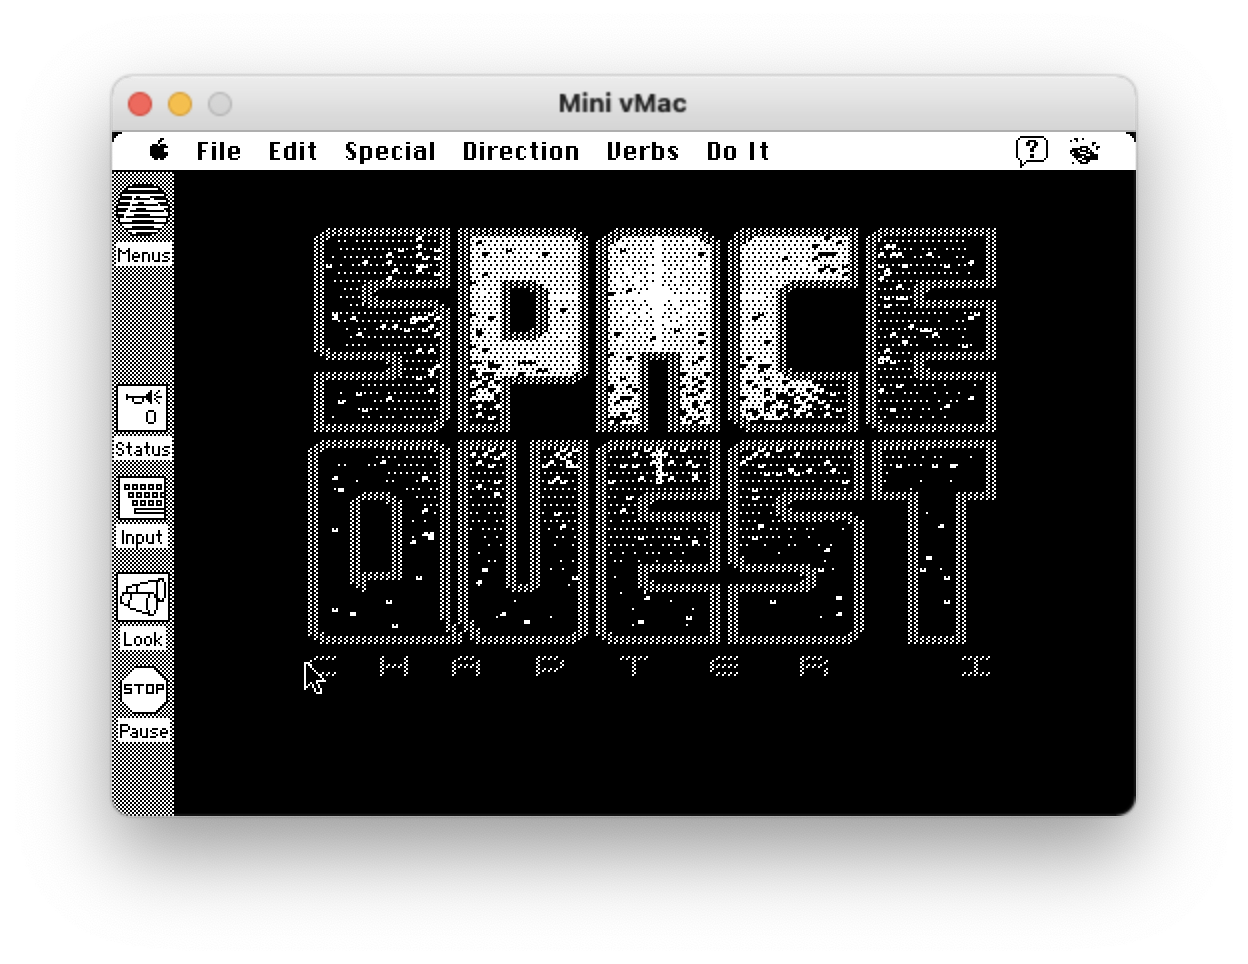 Mini vMac
File Edit Special Direction Verbs Do It
?
Menus
0
Status
Input
Look
STOP
Pause
SPACE
QUEST
CHAPTER I